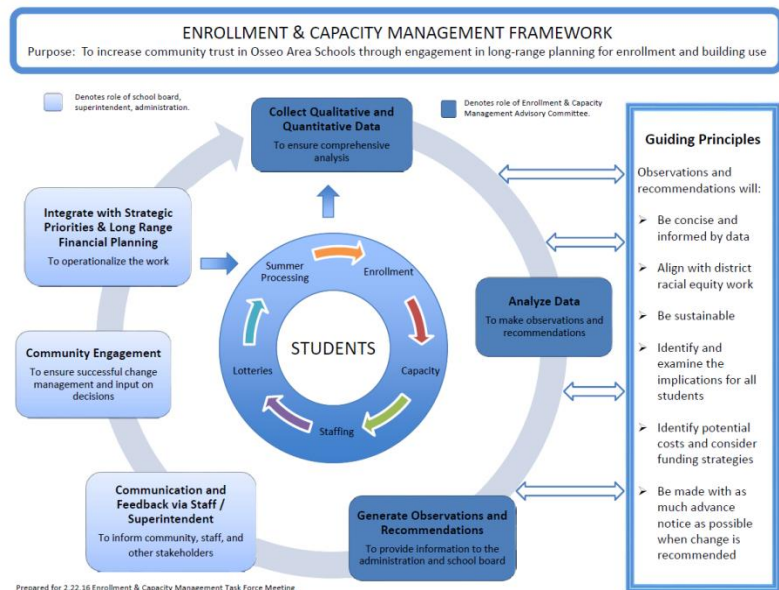 ENROLLMENT & CAPACITY MANAGEMENT FRAMEWORK
Purpose: To increase community trust in Osseo Area Schools through engagement in long-range planning for enrollment and building use
Denotes role of school board,
superintendent, administration.
Denotes role of Enrollment & Capacity
Management Advisory Committee.
Collect Qualitative and
Quantitative Data
To ensure comprehensive
analysis
Analyze Data
To make observations and
recommendations
Generate Observations and
Recommendations
To provide information to the
administration and school board
Communication and
Feedback via Staff /
Superintendent
To inform community, staff, and
other stakeholders
Community Engagement
To ensure successful change
management and input on
decisions
Integrate with Strategic
Priorities & Long Range
Financial Planning
To operationalize the work
Summer
Processing
Enrollment
Capacity
Staffing
Lotteries
STUDENTS
Guiding Principles
Observations and
recommendations will:
➢ Be concise and
informed by data
➢ Align with district
racial equity work
➢ Be sustainable
➢ Identify and
examine the
implications for all
students
➢ Identify potential
costs and consider
funding strategies
➢ Be made with as
much advance
notice as possible
when change is
recommended
Prepared for 2.22.16 Enrollment & Capacity Management Task Force Meeting